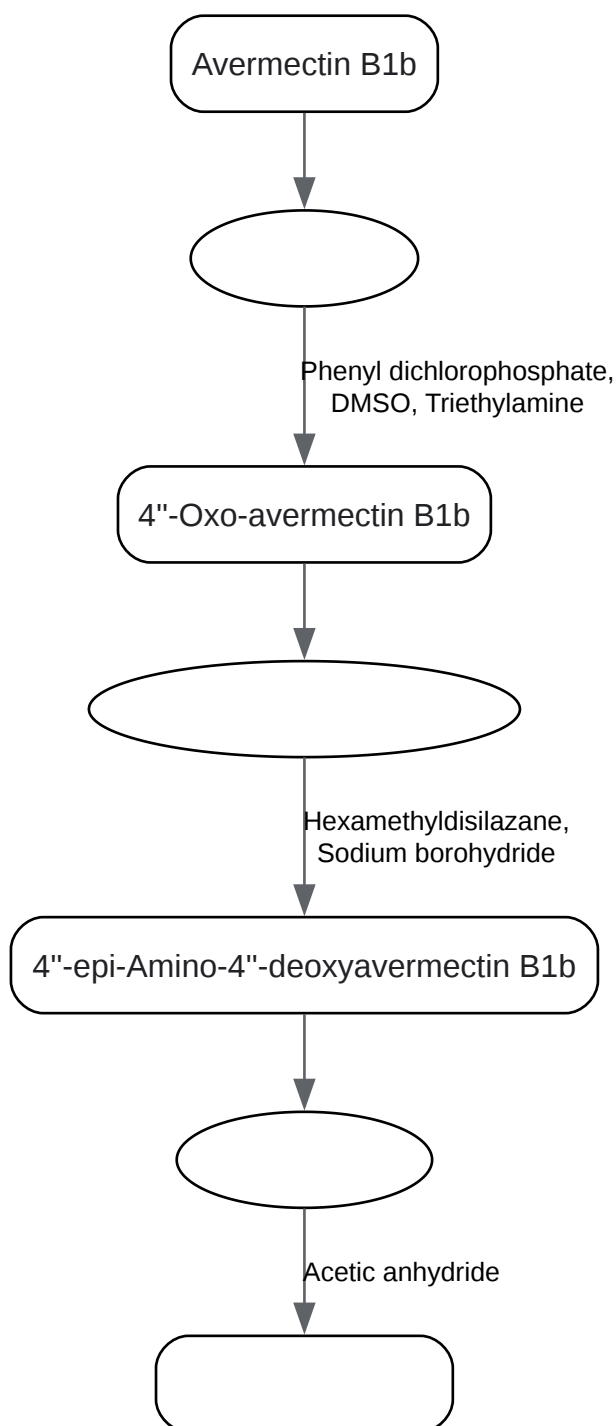 Avermectin B1b
Phenyl dichlorophosphate,
DMSO, Triethylamine
4"-Oxo-avermectin B1b
Hexamethyldisilazane,
Sodium borohydride
4"-epi-Amino-4"-deoxyavermectin B1b
Acetic anhydride